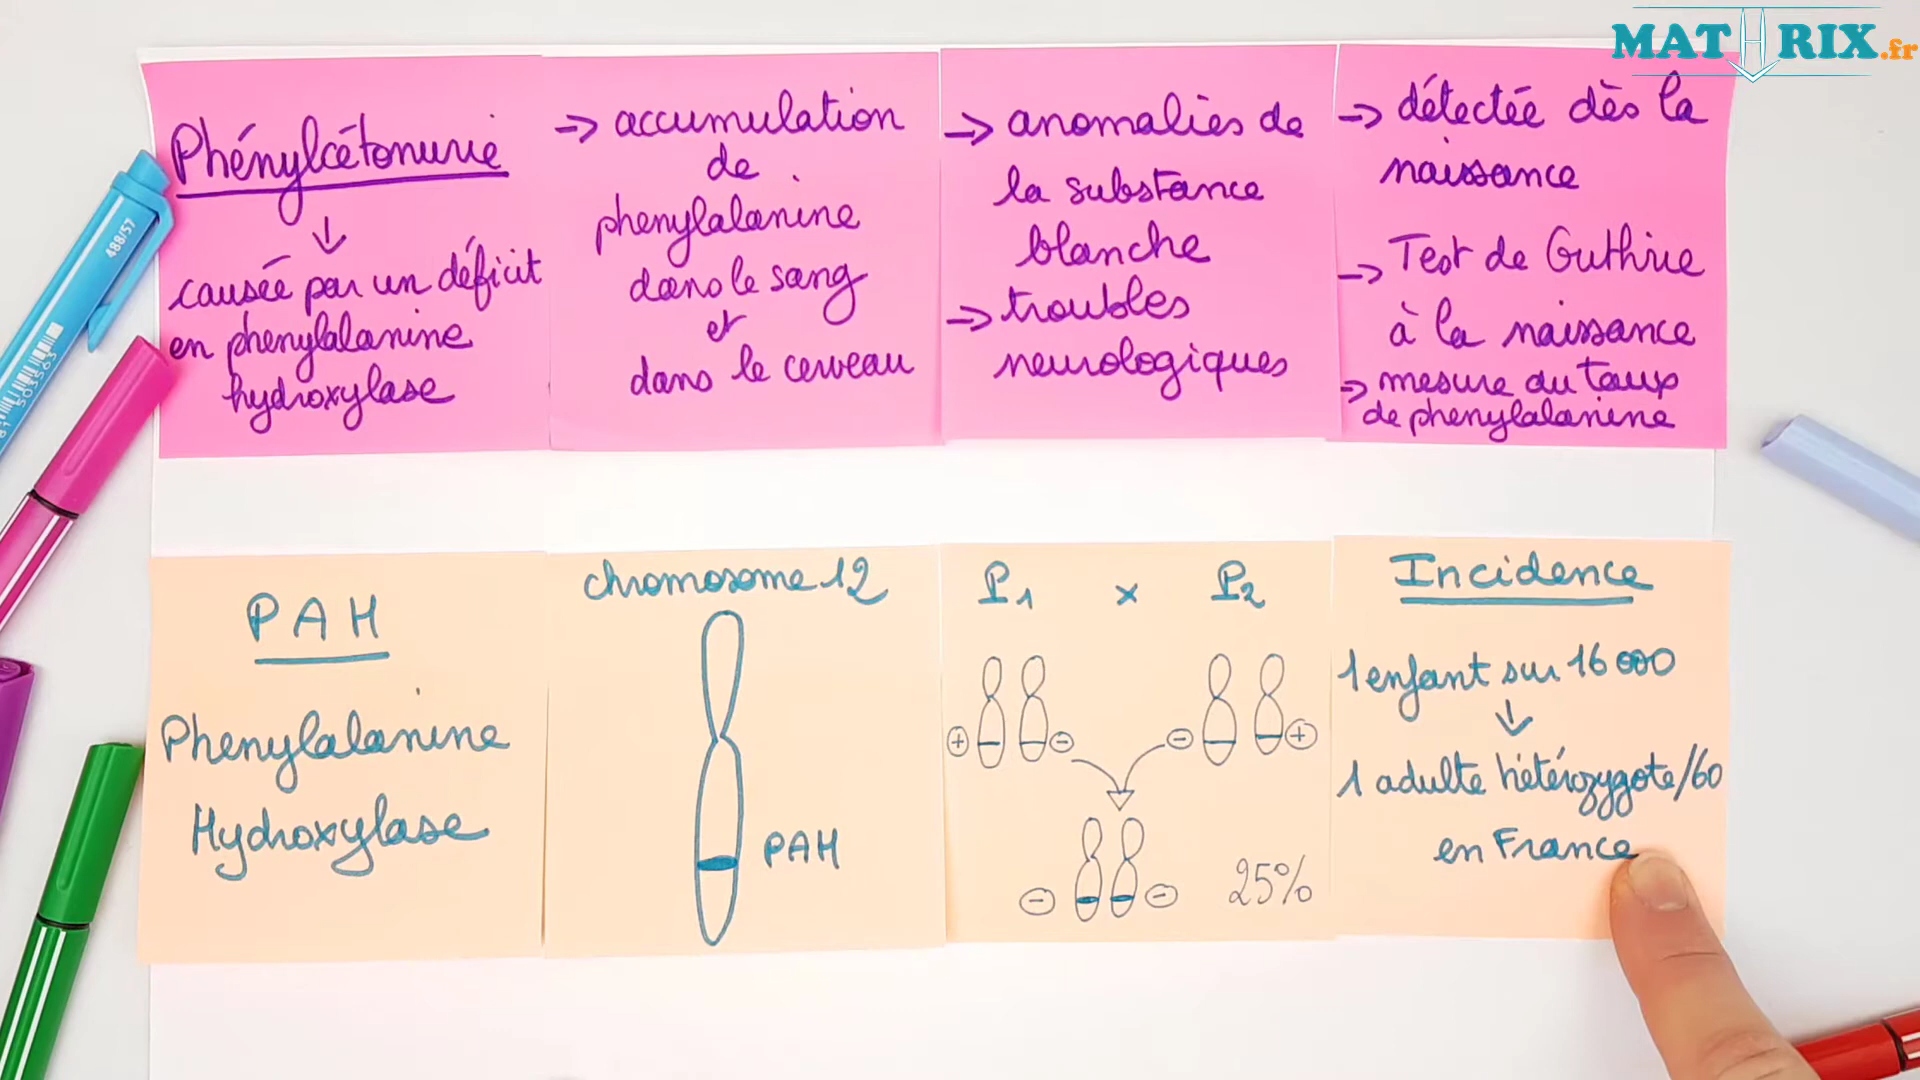 MATHRIX.fr
Phénylcétonurie
↓
causée par un déficit
en phenylalanine
hydroxylase
→ accumulation
de
phenylalanine
dans le sang
et
dans le cerveau
→ anomalies de
la substance
blanche
→ troubles
neurologiques
→ détectée dès la
naissance
→ Test de Guthrie
à la naissance
→ mesure du taux
de phenylalanine
PAH
Phenylalanine
Hydroxylase
chromosome 12
PAH
P1 x P2
+ - - +
- - 25%
Incidence
1 enfant sur 16 000
↓
1 adulte hétérozygote/60
en France
488/57
503563